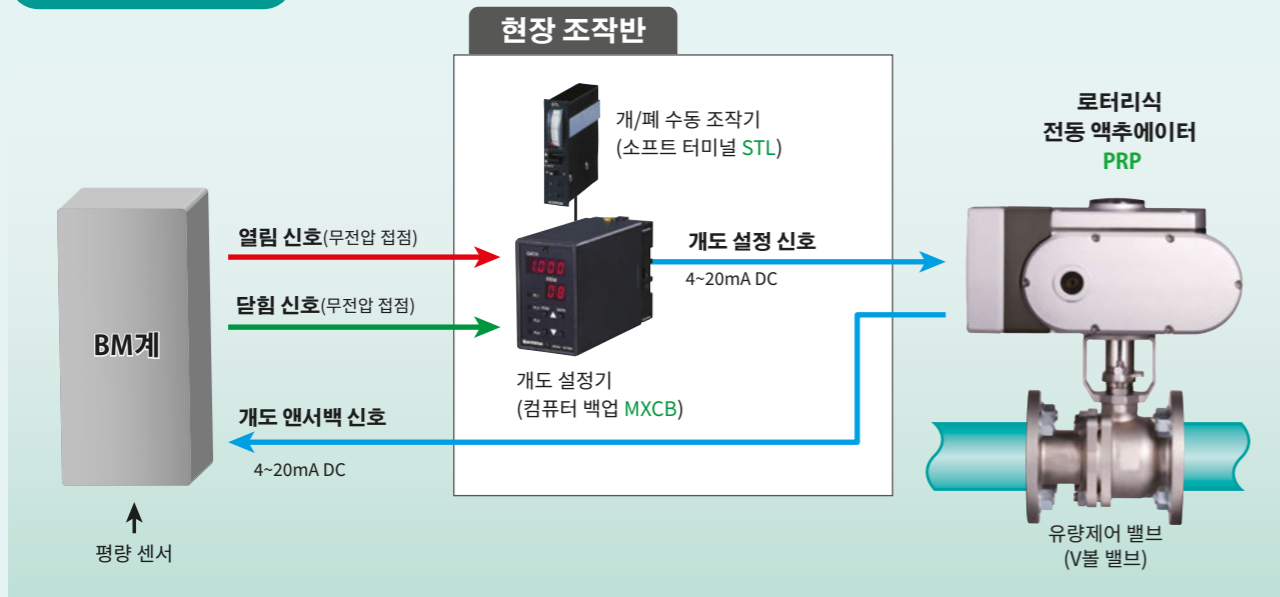 현장 조작반
개/폐 수동 조작기
(소프트 터미널 STL)
로터리식
전동 액추에이터
PRP
열림 신호(무전압 접점)
닫힘 신호(무전압 접점)
BM계
개도 설정 신호
4~20mA DC
DATA
1.000
ITEM
08
개도 설정기
(컴퓨터 백업 MXCB)
개도 앤서백 신호
4~20mA DC
평량 센서
유량제어 밸브
(V볼 밸브)